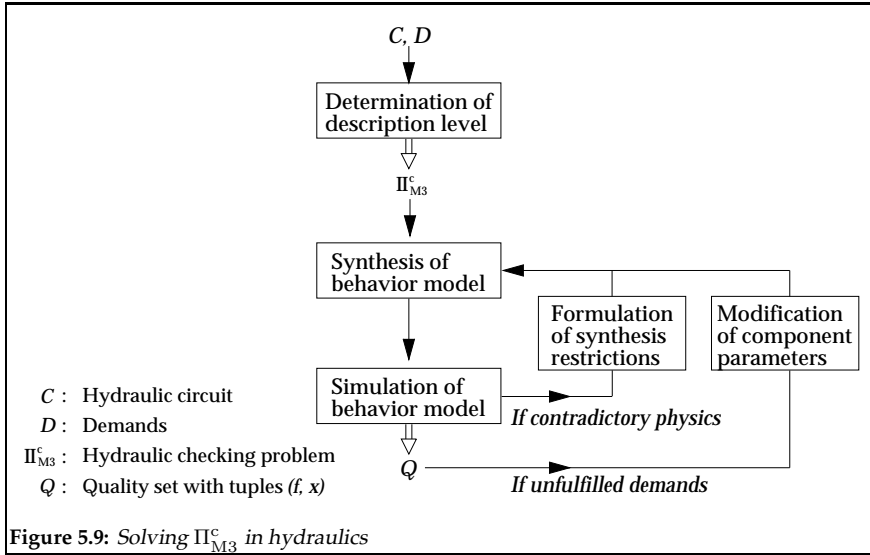 C, D
Determination of
description level
Π^c_M3
Synthesis of
behavior model
Formulation
of synthesis
restrictions
Modification
of component
parameters
Simulation of
behavior model
If contradictory physics
Q
If unfulfilled demands
C : Hydraulic circuit
D : Demands
Π^c_M3 : Hydraulic checking problem
Q : Quality set with tuples (f, x)
Figure 5.9: Solving Π^c_M3 in hydraulics